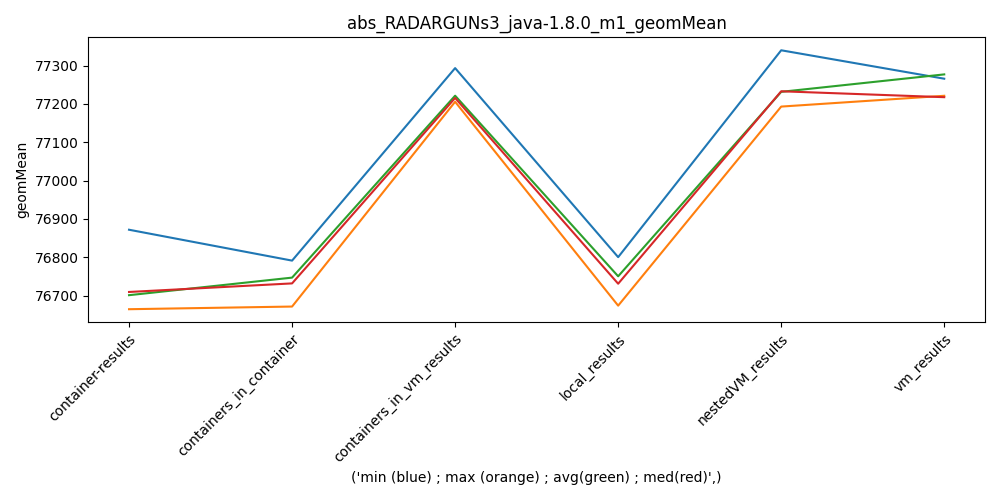 abs_RADARGUNs3_java-1.8.0_m1_geomMean
geomMean
77300
77200
77100
77000
76900
76800
76700
container-results
containers_in_container
containers_in_vm_results
local_results
nestedVM_results
vm_results
('min (blue) ; max (orange) ; avg(green) ; med(red)',)